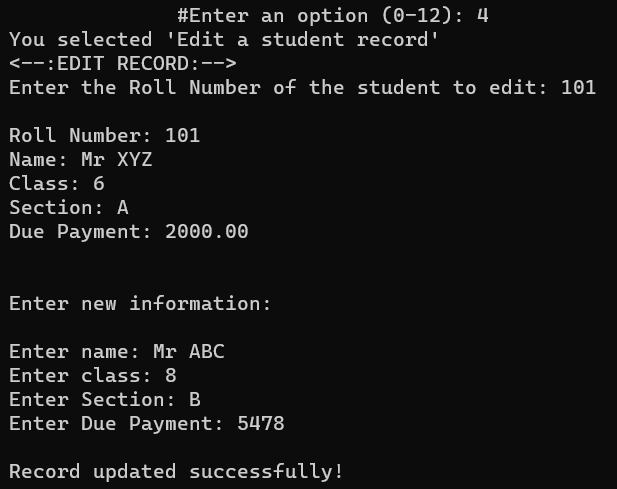 #Enter an option (0-12): 4
You selected 'Edit a student record'
<--:EDIT RECORD:-->
Enter the Roll Number of the student to edit: 101
Roll Number: 101
Name: Mr XYZ
Class: 6
Section: A
Due Payment: 2000.00
Enter new information:
Enter name: Mr ABC
Enter class: 8
Enter Section: B
Enter Due Payment: 5478
Record updated successfully!